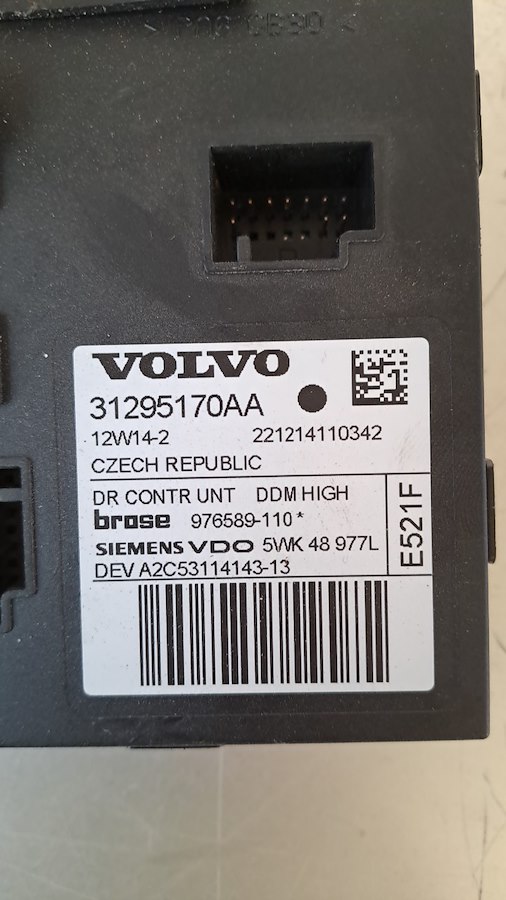 VOLVO
31295170AA
12W14-2 221214110342
CZECH REPUBLIC
DR CONTR UNT DDM HIGH
brose 976589-110*
SIEMENS VDO 5WK 48 977L
DEV A2C53114143-13
E521F